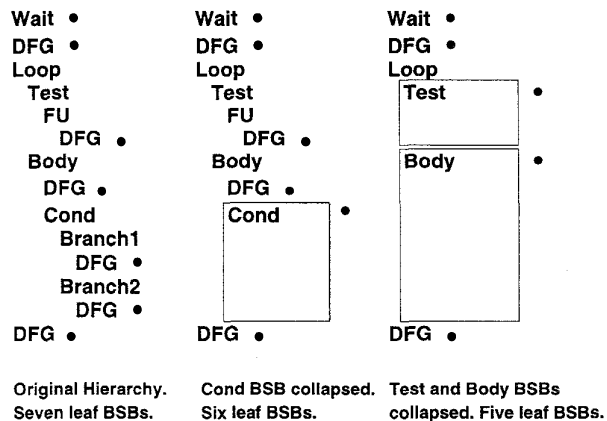 Wait
DFG
Loop
Test
FU
DFG
Body
DFG
Cond
Branch1
DFG
Branch2
DFG
DFG
Original Hierarchy.
Seven leaf BSBs.
Wait
DFG
Loop
Test
FU
DFG
Body
DFG
Cond
DFG
Cond BSB collapsed.
Six leaf BSBs.
Wait
DFG
Loop
Test
Body
DFG
Test and Body BSBs
collapsed. Five leaf BSBs.